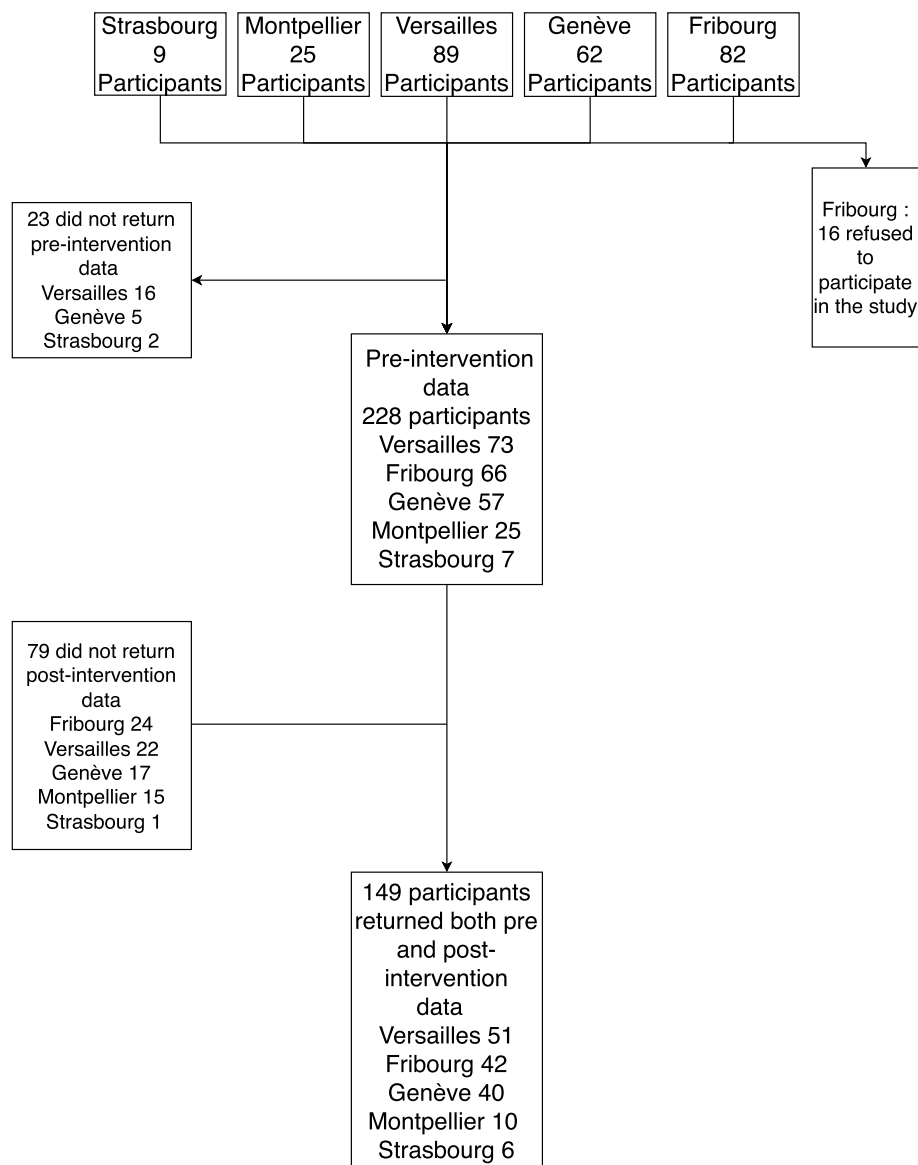 Strasbourg
9
Participants
Montpellier
25
Participants
Versailles
89
Participants
Genève
62
Participants
Fribourg
82
Participants
Fribourg :
16 refused
to
participate
in the study
23 did not return
pre-intervention
data
Versailles 16
Genève 5
Strasbourg 2
Pre-intervention
data
228 participants
Versailles 73
Fribourg 66
Genève 57
Montpellier 25
Strasbourg 7
79 did not return
post-intervention
data
Fribourg 24
Versailles 22
Genève 17
Montpellier 15
Strasbourg 1
149 participants
returned both pre
and post-
intervention
data
Versailles 51
Fribourg 42
Genève 40
Montpellier 10
Strasbourg 6